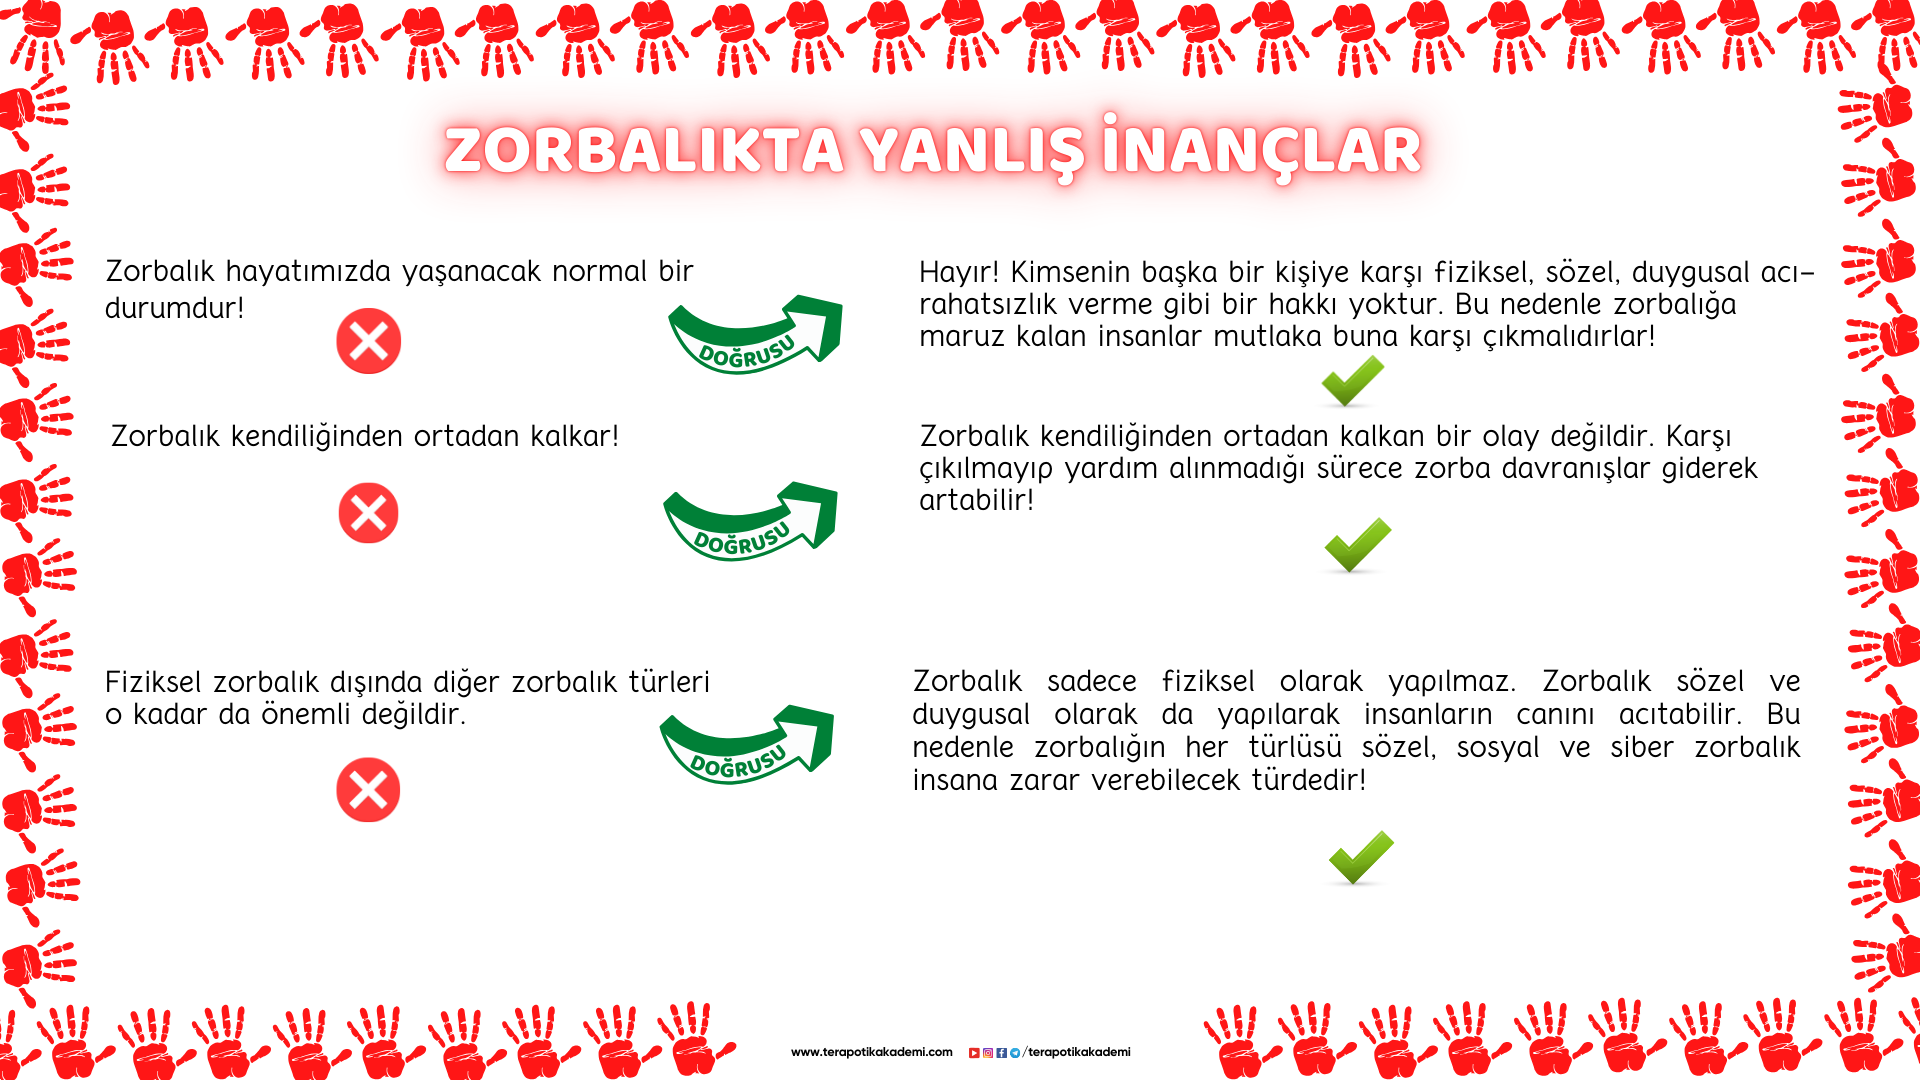 ZORBALIKTA YANLIŞ İNANÇLAR
Zorbalık hayatımızda yaşanacak normal bir
durumdur!
DOĞRUSU
Hayır! Kimsenin başka bir kişiye karşı fiziksel, sözel, duygusal acı-
rahatsızlık verme gibi bir hakkı yoktur. Bu nedenle zorbalığa
maruz kalan insanlar mutlaka buna karşı çıkmalıdırlar!
Zorbalık kendiliğinden ortadan kalkar!
DOĞRUSU
Zorbalık kendiliğinden ortadan kalkan bir olay değildir. Karşı
çıkılmayıp yardım alınmadığı sürece zorba davranışlar giderek
artabilir!
Fiziksel zorbalık dışında diğer zorbalık türleri
o kadar da önemli değildir.
DOĞRUSU
Zorbalık sadece fiziksel olarak yapılmaz. Zorbalık sözel ve
duygusal olarak da yapılarak insanların canını acıtabilir. Bu
nedenle zorbalığın her türlüsü sözel, sosyal ve siber zorbalık
insana zarar verebilecek türdedir!
www.terapotikakademi.com /terapotikakademi